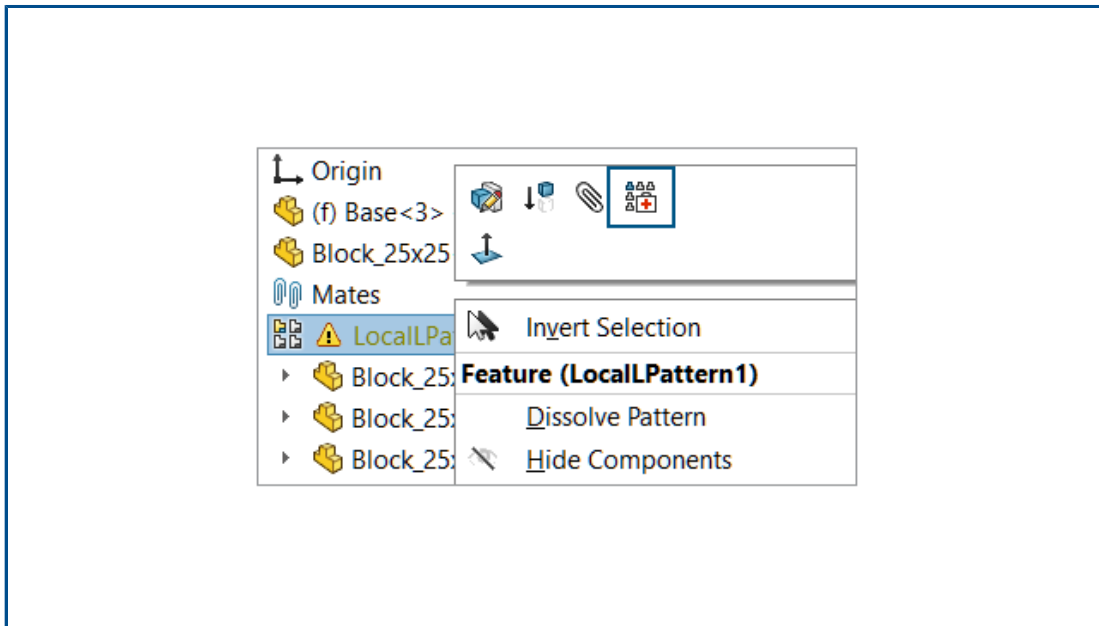 Origin
(f) Base<3>
Block_25x25
Mates
LocalLPa
Block_25
Block_25
Block_25
Invert Selection
Feature (LocalLPattern1)
Dissolve Pattern
Hide Components